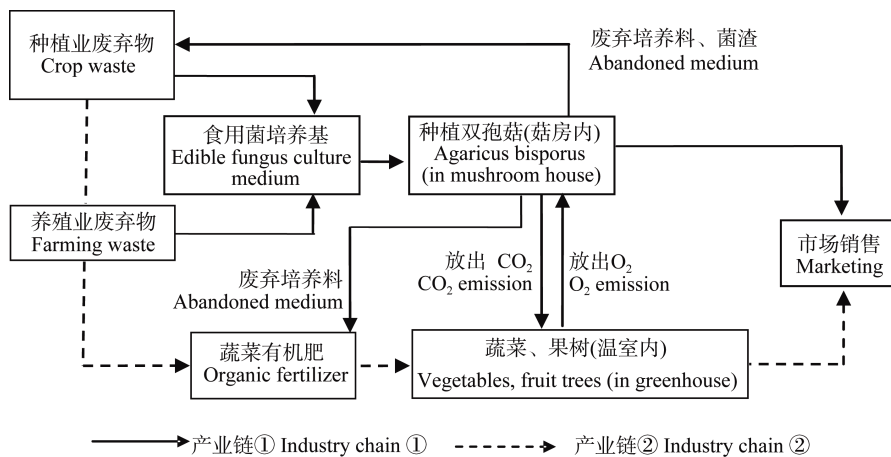 种植业废弃物
Crop waste
废弃培养料、菌渣
Abandoned medium
食用菌培养基
Edible fungus culture
medium
种植双孢菇(菇房内)
Agaricus bisporus
(in mushroom house)
养殖业废弃物
Farming waste
市场销售
Marketing
废弃培养料
Abandoned medium
放出 CO₂
CO₂ emission
放出O₂
O₂ emission
蔬菜有机肥
Organic fertilizer
蔬菜、果树(温室内)
Vegetables, fruit trees (in greenhouse)
产业链① Industry chain ①
产业链② Industry chain ②